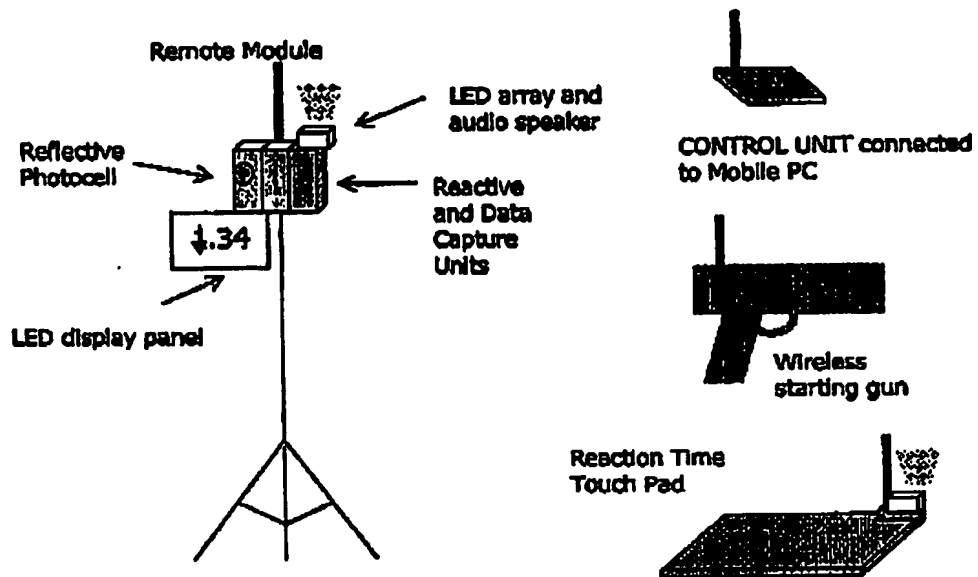 Remote Module
LED array and
audio speaker
Reflective
Photocell
Reactive
and Data
Capture
Units
↓.34
LED display panel
CONTROL UNIT connected
to Mobile PC
Wireless
starting gun
Reaction Time
Touch Pad